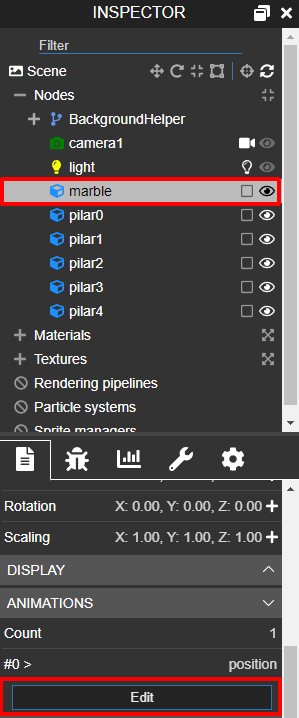 INSPECTOR
Filter
Scene
Nodes
BackgroundHelper
camera1
light
marble
pilar0
pilar1
pilar2
pilar3
pilar4
Materials
Textures
Rendering pipelines
Particle systems
Sprite managers
Rotation X: 0.00, Y: 0.00, Z: 0.00
Scaling X: 1.00, Y: 1.00, Z: 1.00
DISPLAY
ANIMATIONS
Count 1
#0 > position
Edit